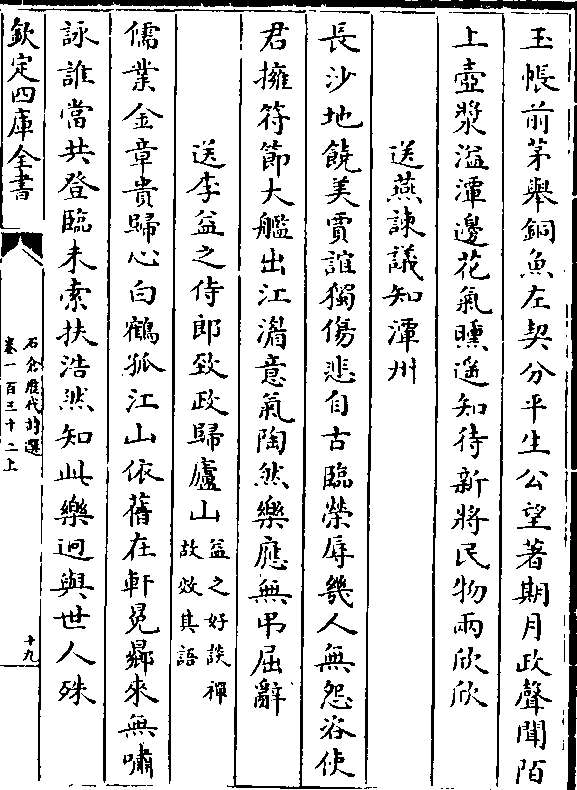 玉帳前茅舉銅魚左契分平生公望著期月政聲聞陌
上壺漿溢潭邊花氣曛遥知待新將民物兩欣欣
送燕諫議知潭州
長沙地饒美賈誼獨傷悲自古臨榮辱幾人無怨咨使
君擁符節大艦出江湄意氣陶然樂應無弔屈辭
送李益之侍郎致政歸廬山
益之好談禪
故效其語
儒業金章貴歸心白鶴孤江山依舊在軒冕來無嘯
詠誰當共登臨未索扶浩然知此樂迥與世人殊
欽定四庫全書
石倉歷代詩選
卷一百三十二上
十九